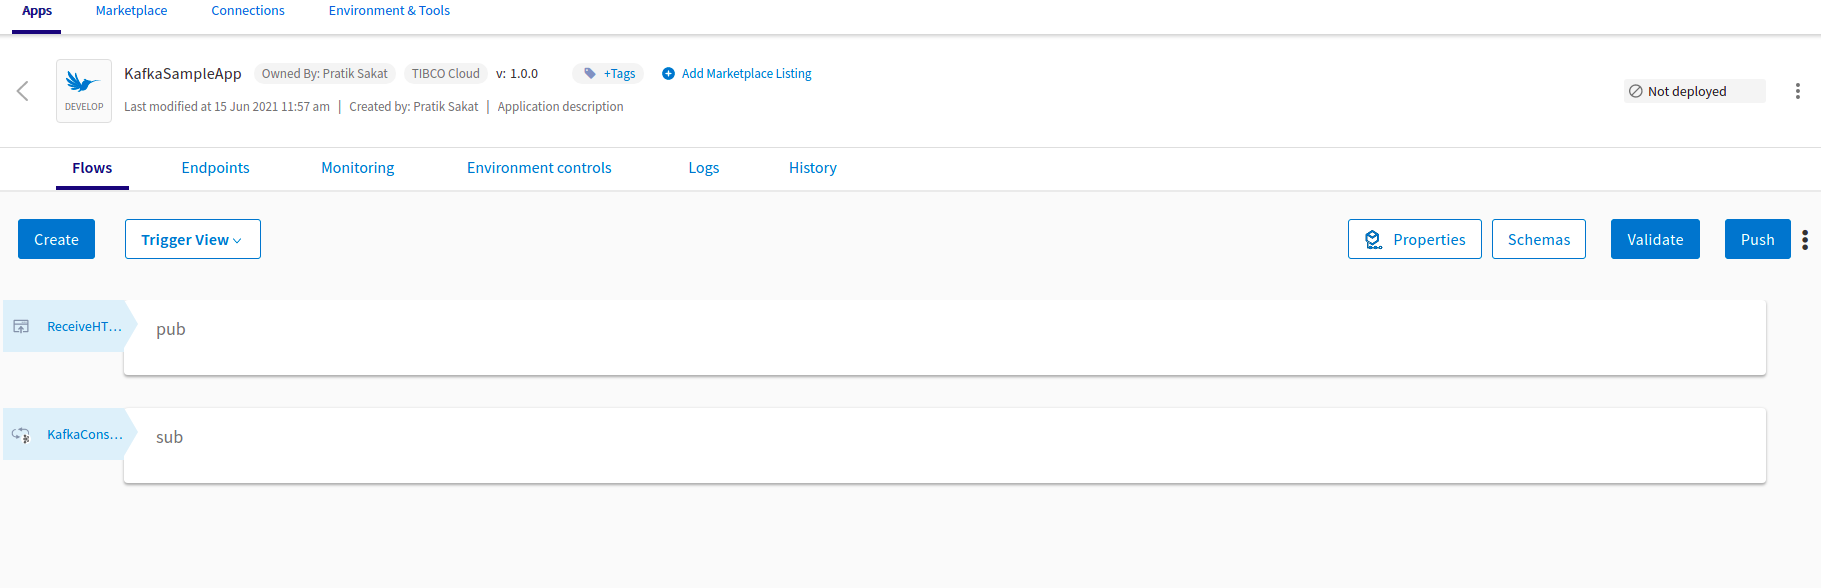 Apps Marketplace Connections Environment & Tools
KafkaSampleApp Owned By: Pratik Sakat TIBCO Cloud v: 1.0.0 +Tags Add Marketplace Listing
DEVELOP
Last modified at 15 Jun 2021 11:57 am | Created by: Pratik Sakat | Application description
Not deployed
Flows Endpoints Monitoring Environment controls Logs History
Create Trigger View Properties Schemas Validate Push
ReceiveHT... pub
KafkaCons... sub